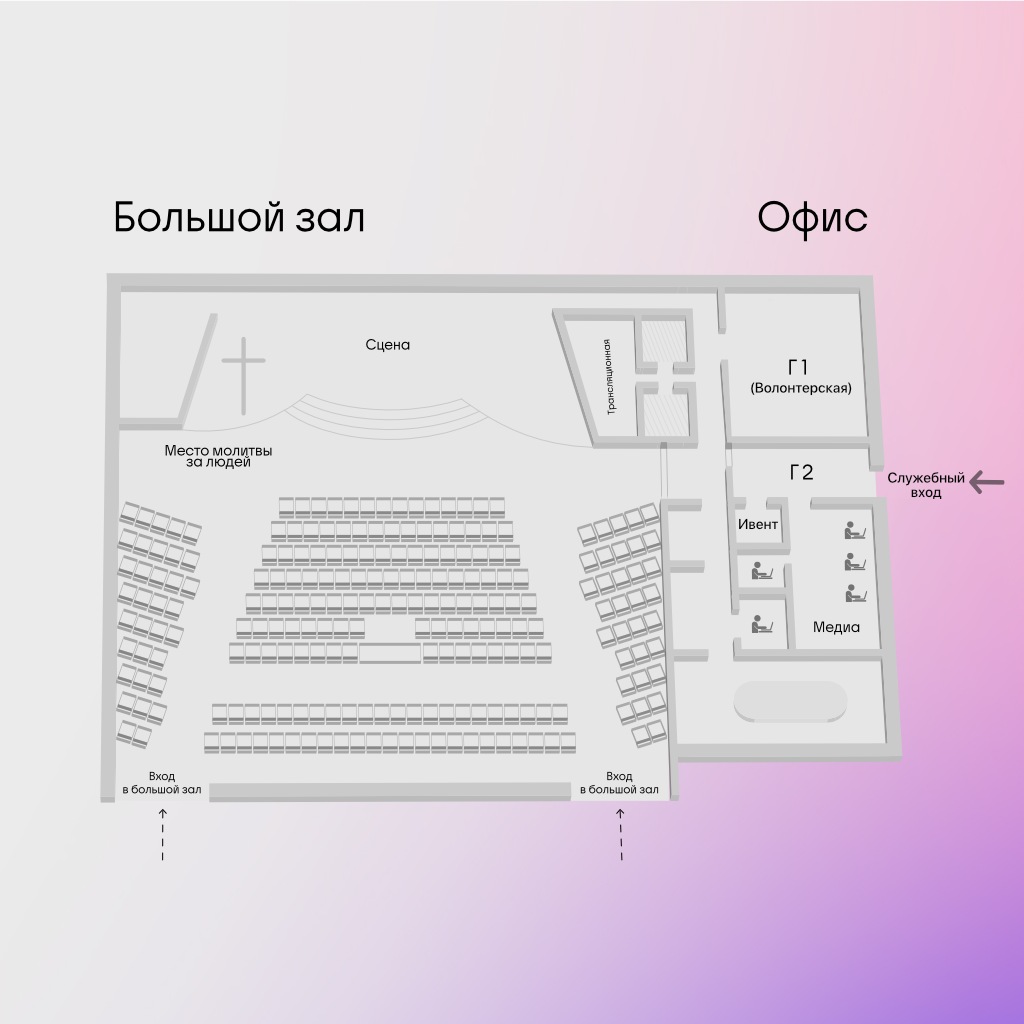 Большой зал
Офис
Сцена
Трансляционная
Г1
(Волонтерская)
Место молитвы
за людей
Г2
Служебный
вход
Ивент
Медиа
Вход
в большой зал
Вход
в большой зал